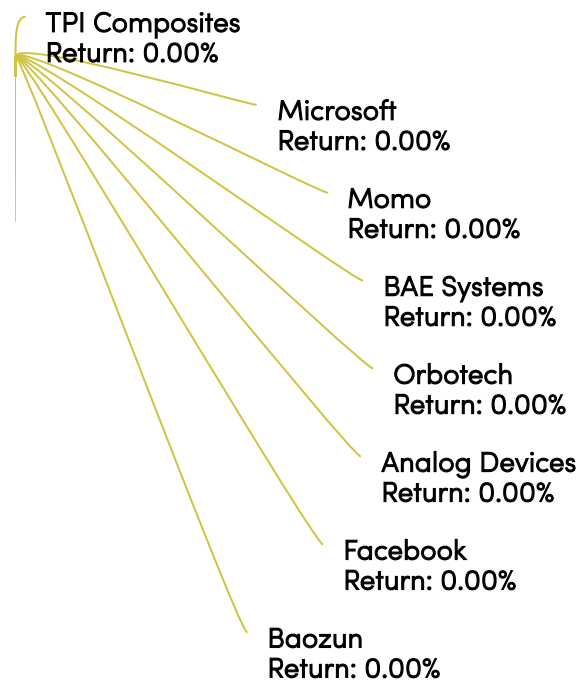 TPI Composites
Return: 0.00%
Microsoft
Return: 0.00%
Momo
Return: 0.00%
BAE Systems
Return: 0.00%
Orbotech
Return: 0.00%
Analog Devices
Return: 0.00%
Facebook
Return: 0.00%
Baozun
Return: 0.00%